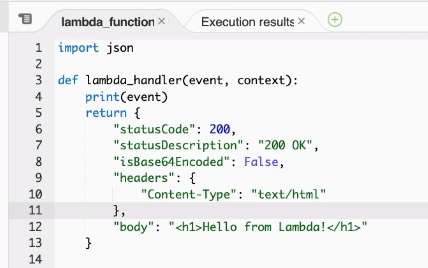 lambda_function × Execution results ×
1 import json
2
3 def lambda_handler(event, context):
4     print(event)
5     return {
6         "statusCode": 200,
7         "statusDescription": "200 OK",
8         "isBase64Encoded": False,
9         "headers": {
10             "Content-Type": "text/html"
11         },
12         "body": "<h1>Hello from Lambda!</h1>"
13     }
14